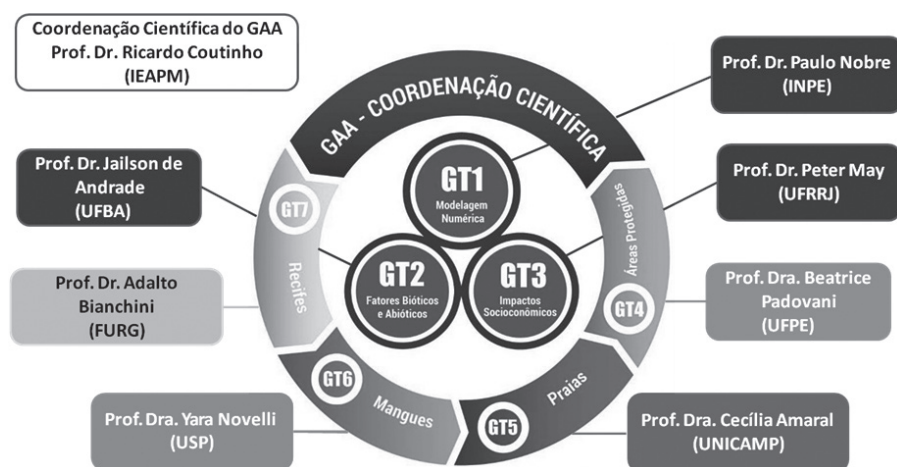 Coordenação Científica do GAA
Prof. Dr. Ricardo Coutinho
(IEAPM)
GAA - COORDENAÇÃO CIENTÍFICA
Prof. Dr. Paulo Nobre
(INPE)
Prof. Dr. Jailson de
Andrade
(UFBA)
Prof. Dr. Peter May
(UFRRJ)
GT1
Modelagem
Numérica
GT2
Fatores Bióticos
e Abióticos
GT3
Impactos
Socioconômicos
GT7
Recifes
Áreas Protegidas
GT4
Prof. Dr. Adalto
Bianchini
(FURG)
Prof. Dra. Beatrice
Padovani
(UFPE)
GT6
Mangues
GT5
Praias
Prof. Dra. Yara Novelli
(USP)
Prof. Dra. Cecília Amaral
(UNICAMP)